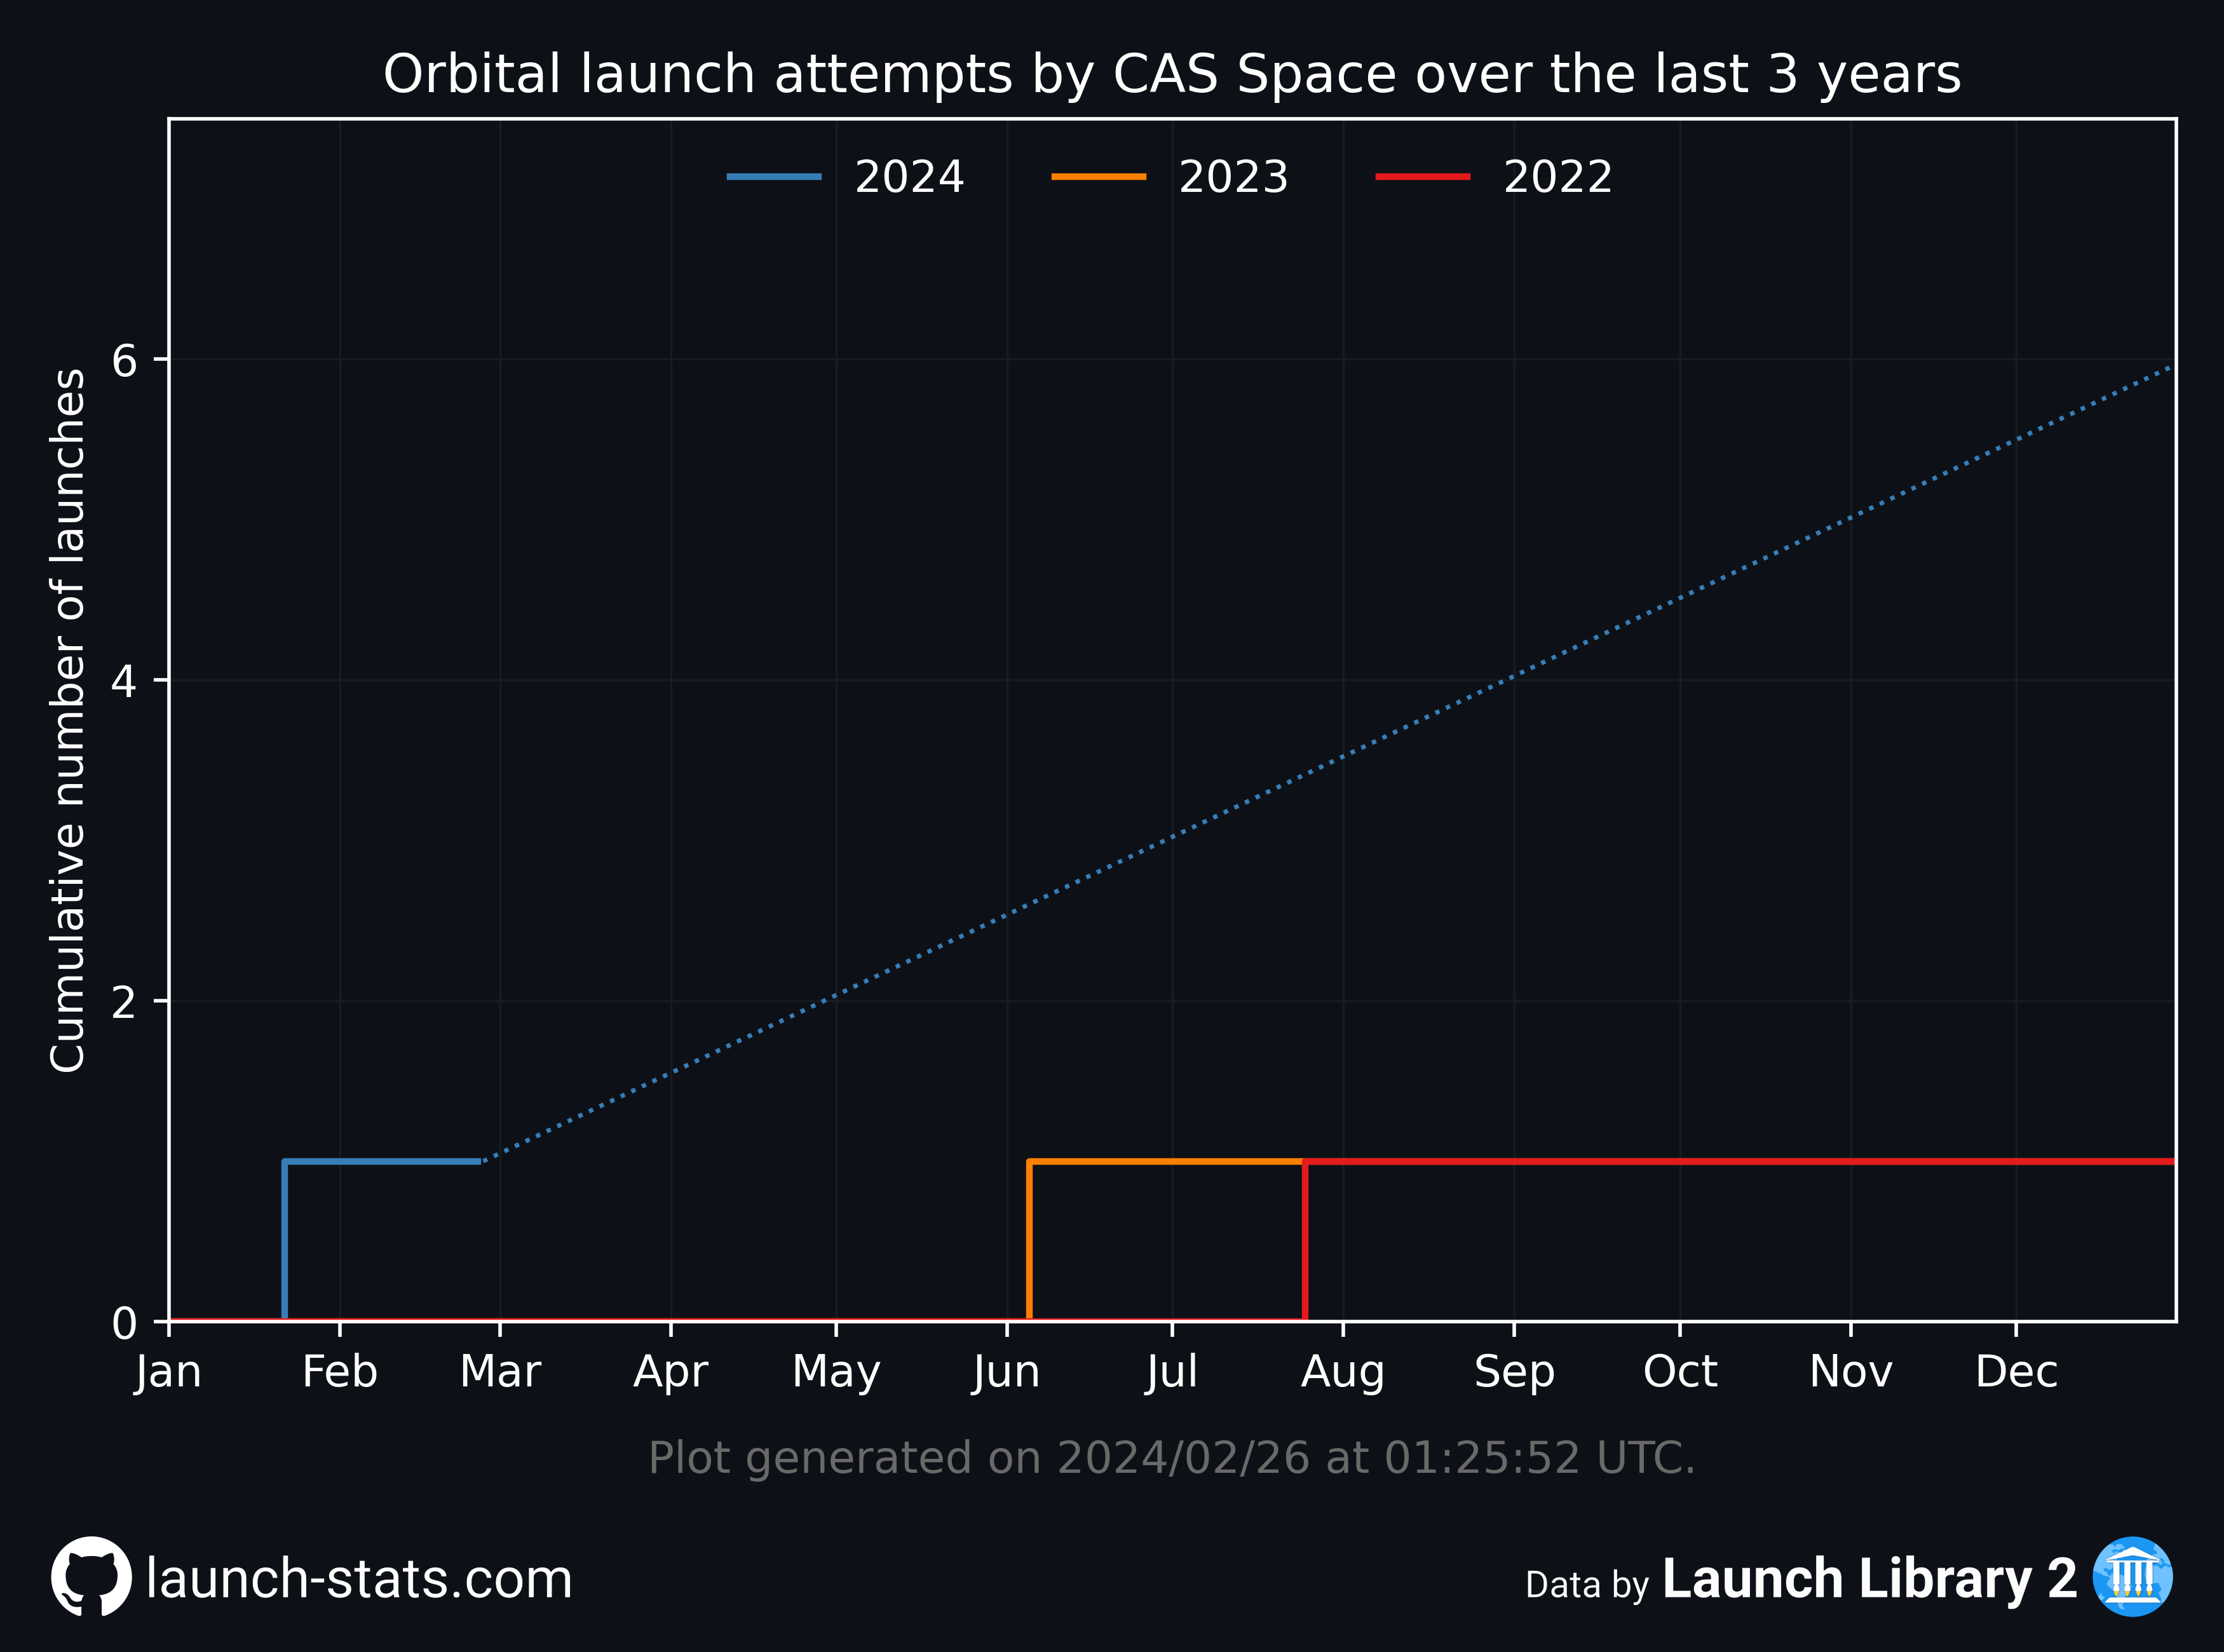 Orbital launch attempts by CAS Space over the last 3 years
2024 2023 2022
Cumulative number of launches
6
4
2
0
Jan Feb Mar Apr May Jun Jul Aug Sep Oct Nov Dec
Plot generated on 2024/02/26 at 01:25:52 UTC.
launch-stats.com
Data by Launch Library 2